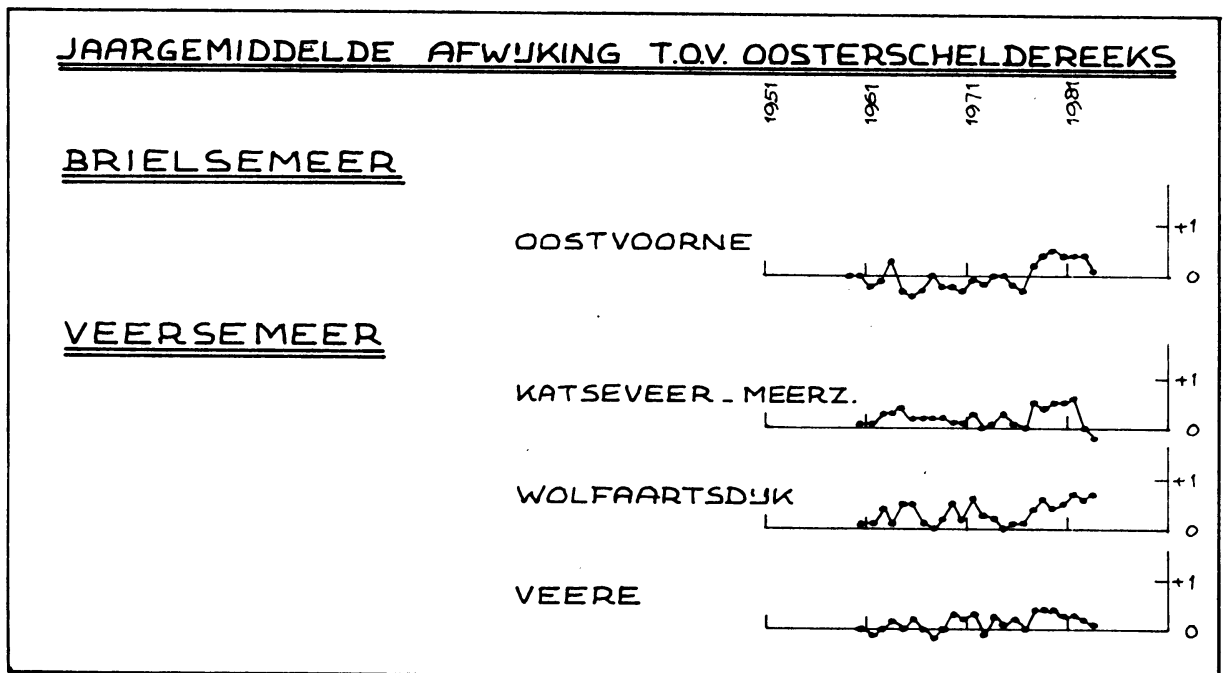 JAARGEMIDDELDE AFWIJKING T.O.V. OOSTERSCHELDEREEKS
1951 1961 1971 1981
BRIELSEMEER
OOSTVOORNE
+1
0
VEERSEMEER
KATSEVEER - MEERZ.
+1
0
WOLFAARTSDIJK
+1
0
VEERE
+1
0